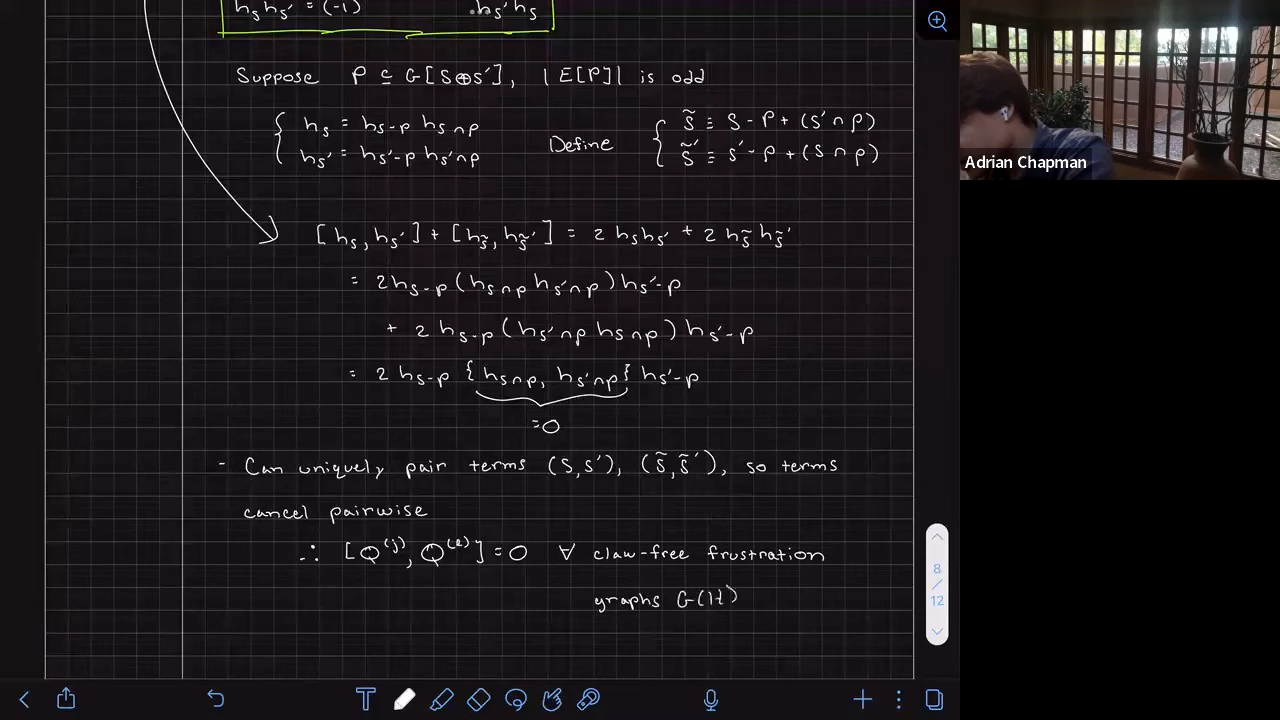 h_s h_s' = (-1) h_s' h_s
Suppose P ⊆ G[S⊕S'], |E[P]| is odd
{ h_s = h_{s-p} h_{s∩p}
h_s' = h_{s'-p} h_{s'∩p}
Define
{ S̃ ≡ S - P + (S'∩P)
S̃' ≡ S' - P + (S∩P)
Adrian Chapman
[h_s, h_s'] + [h_s̃, h_s̃'] = 2 h_s h_s' + 2 h_s̃ h_s̃'
= 2 h_{s-p} (h_{s∩p} h_{s'∩p}) h_{s'-p}
+ 2 h_{s-p} (h_{s'∩p} h_{s∩p}) h_{s'-p}
= 2 h_{s-p} {h_{s∩p}, h_{s'∩p}} h_{s'-p}
=0
- Can uniquely pair terms (S,S'), (S̃,S̃'), so terms
cancel pairwise
∴ [Q^(j), Q^(l)] = 0 ∀ claw-free frustration
graphs G(H)
8
/
12
T